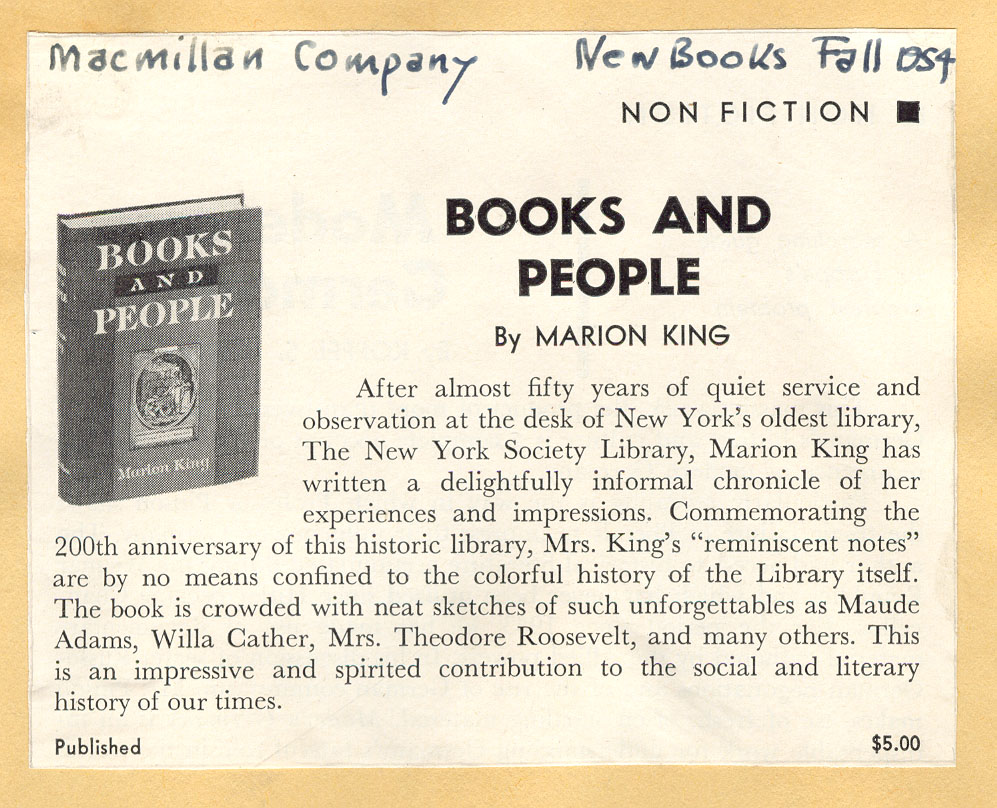 Macmillan Company New Books Fall 1954
NON FICTION
BOOKS AND PEOPLE
Marion King
BOOKS AND
PEOPLE
By MARION KING
After almost fifty years of quiet service and
observation at the desk of New York's oldest library,
The New York Society Library, Marion King has
written a delightfully informal chronicle of her
experiences and impressions. Commemorating the
200th anniversary of this historic library, Mrs. King's “reminiscent notes”
are by no means confined to the colorful history of the Library itself.
The book is crowded with neat sketches of such unforgettables as Maude
Adams, Willa Cather, Mrs. Theodore Roosevelt, and many others. This
is an impressive and spirited contribution to the social and literary
history of our times.
Published $5.00